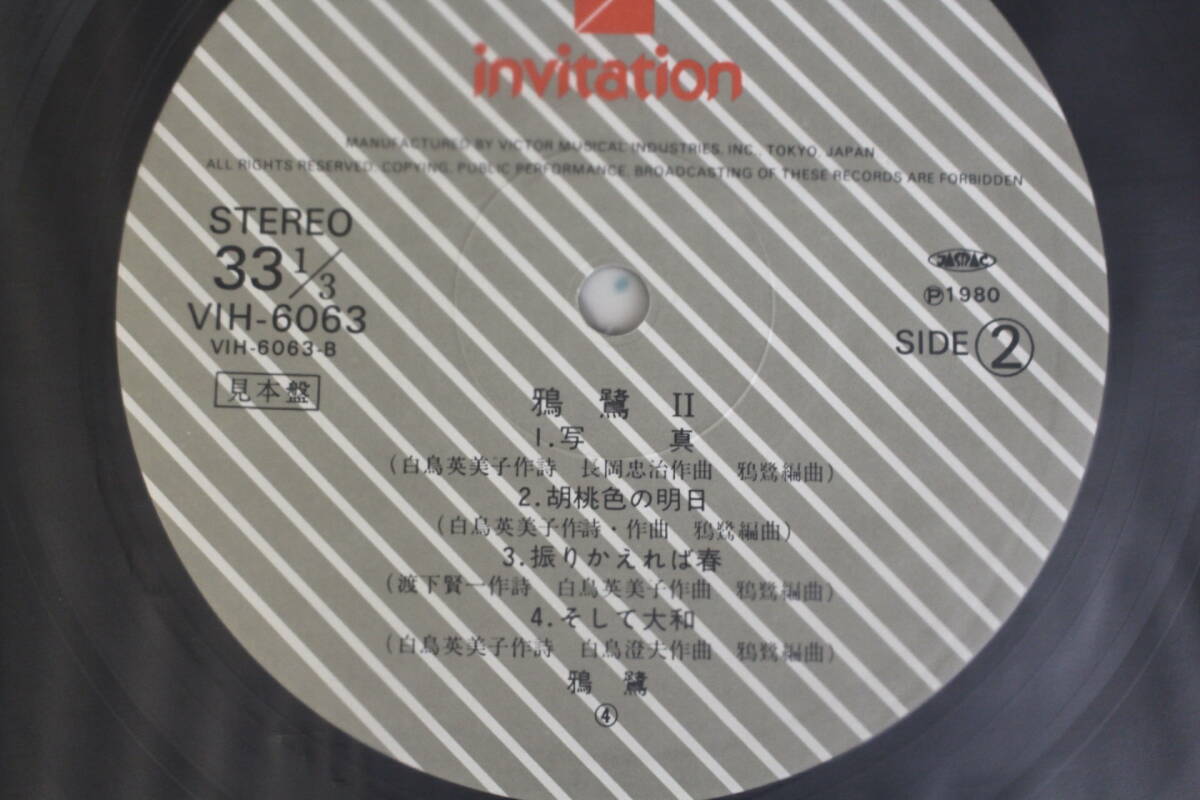 invitation
MANUFACTURED BY VICTOR MUSICAL INDUSTRIES, INC., TOKYO, JAPAN
ALL RIGHTS RESERVED. COPYING, PUBLIC PERFORMANCE, BROADCASTING OF THESE RECORDS ARE FORBIDDEN
STEREO
33 1/3
VIH-6063
VIH-6063-B
見本盤
JASRAC
Ⓟ1980
SIDE ②
鴉 鷺 II
1.写 真
(白鳥英美子作詩 長岡忠治作曲 鴉鷺編曲)
2.胡桃色の明日
(白鳥英美子作詩・作曲 鴉鷺編曲)
3.振りかえれば春
(渡下賢一作詩 白鳥英美子作曲 鴉鷺編曲)
4.そして大和
(白鳥英美子作詩 白鳥澄夫作曲 鴉鷺編曲)
鴉 鷺
④